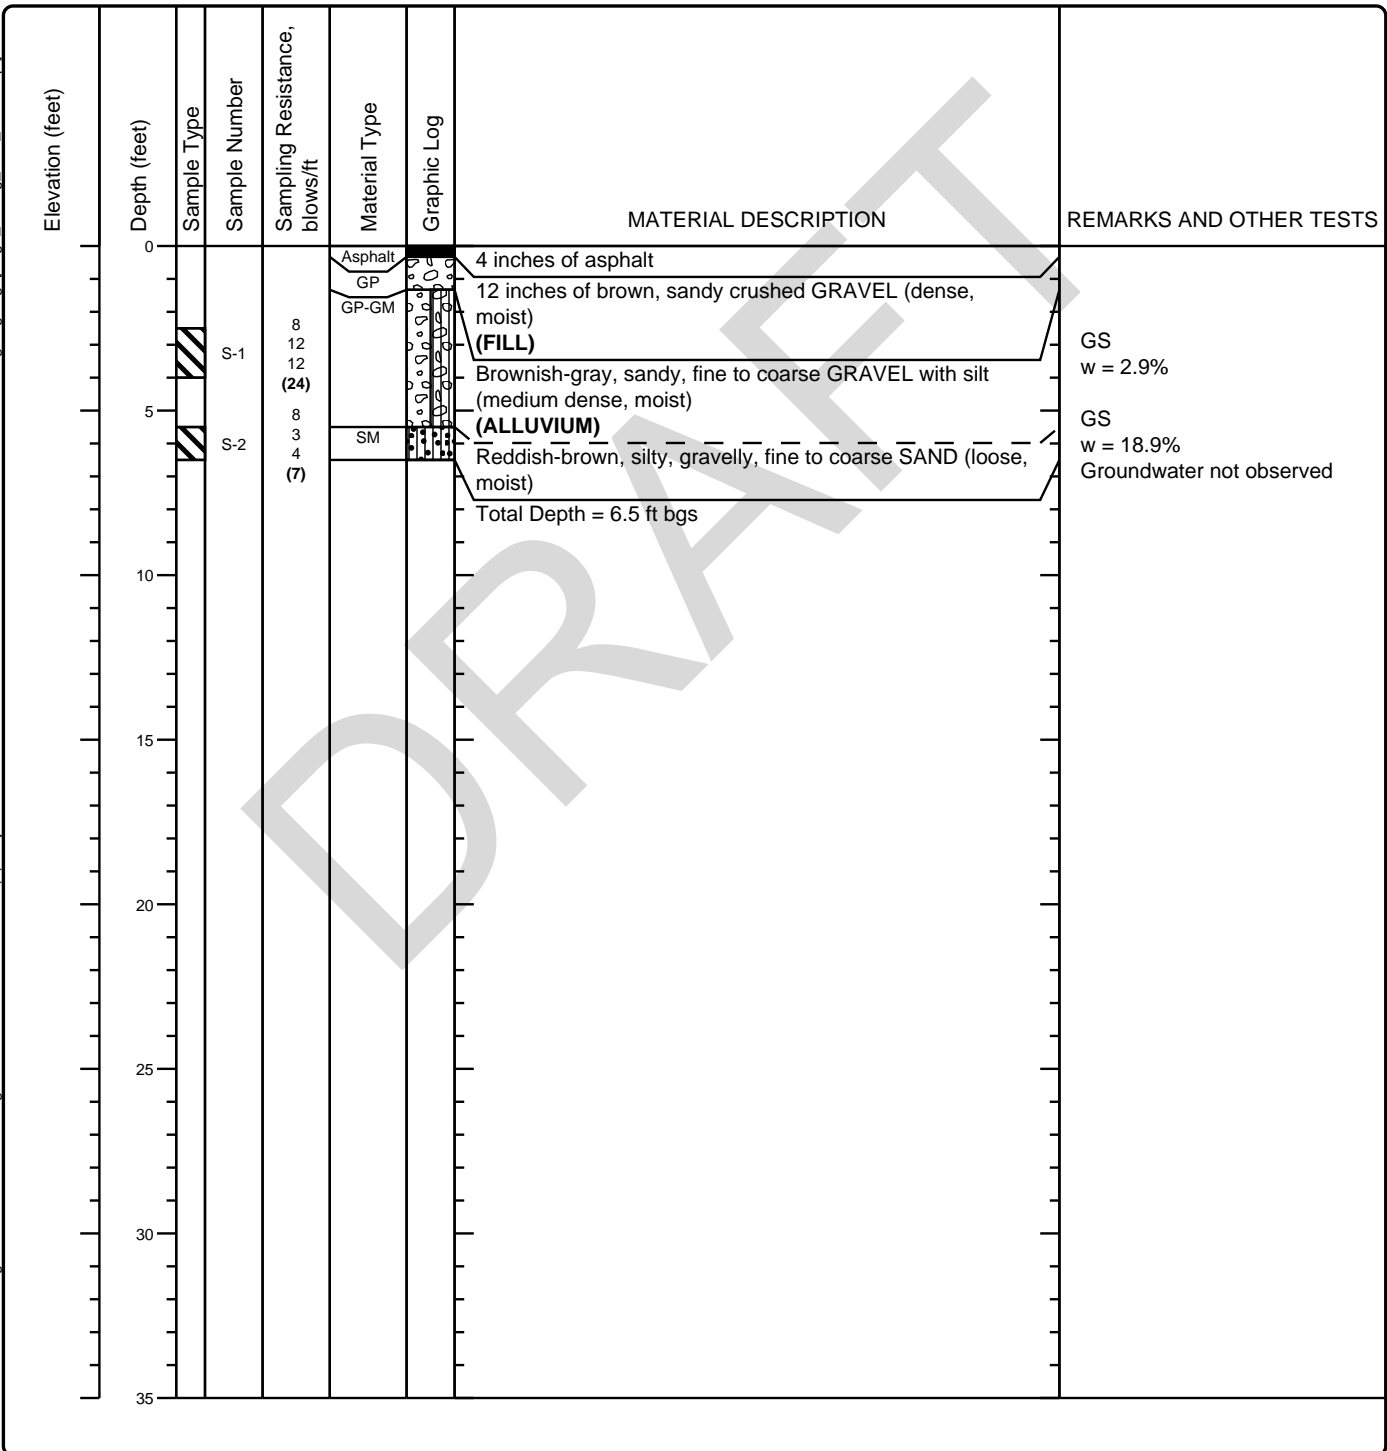 Elevation (feet)
Depth (feet)
Sample Type
Sample Number
Sampling Resistance,
blows/ft
Material Type
Graphic Log
MATERIAL DESCRIPTION
REMARKS AND OTHER TESTS
0
Asphalt
4 inches of asphalt
GP
12 inches of brown, sandy crushed GRAVEL (dense,
moist)
(FILL)
GP-GM
S-1
8
12
12
(24)
GS
w = 2.9%
Brownish-gray, sandy, fine to coarse GRAVEL with silt
(medium dense, moist)
(ALLUVIUM)
5
S-2
8
3
4
(7)
SM
GS
w = 18.9%
Groundwater not observed
Reddish-brown, silty, gravelly, fine to coarse SAND (loose,
moist)
Total Depth = 6.5 ft bgs
10
15
20
25
30
35
DRAFT